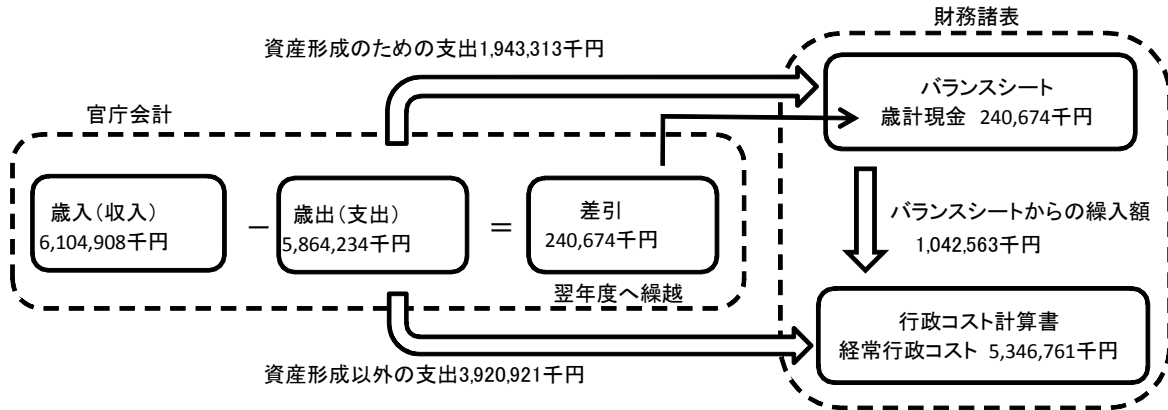 財務諸表
資産形成のための支出1,943,313千円
バランスシート
歳計現金 240,674千円
官庁会計
歳入(収入)
6,104,908千円
－
歳出(支出)
5,864,234千円
＝
差引
240,674千円
バランスシートからの繰入額
1,042,563千円
翌年度へ繰越
行政コスト計算書
経常行政コスト 5,346,761千円
資産形成以外の支出3,920,921千円